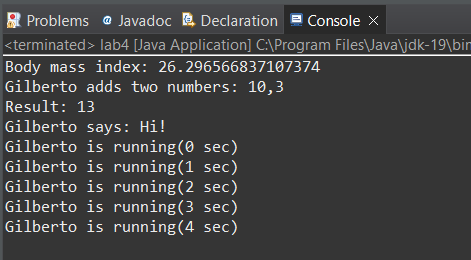 Problems Javadoc Declaration Console
<terminated> lab4 [Java Application] C:\Program Files\Java\jdk-19\bin
Body mass index: 26.296566837107374
Gilberto adds two numbers: 10,3
Result: 13
Gilberto says: Hi!
Gilberto is running(0 sec)
Gilberto is running(1 sec)
Gilberto is running(2 sec)
Gilberto is running(3 sec)
Gilberto is running(4 sec)